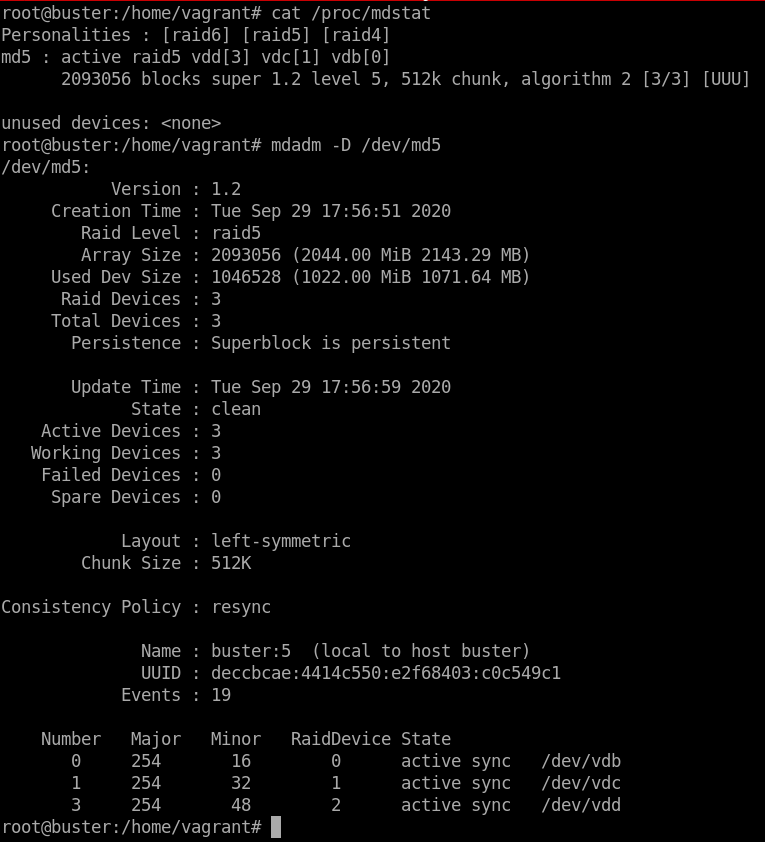 root@buster:/home/vagrant# cat /proc/mdstat
Personalities : [raid6] [raid5] [raid4]
md5 : active raid5 vdd[3] vdc[1] vdb[0]
      2093056 blocks super 1.2 level 5, 512k chunk, algorithm 2 [3/3] [UUU]

unused devices: <none>
root@buster:/home/vagrant# mdadm -D /dev/md5
/dev/md5:
           Version : 1.2
     Creation Time : Tue Sep 29 17:56:51 2020
        Raid Level : raid5
        Array Size : 2093056 (2044.00 MiB 2143.29 MB)
     Used Dev Size : 1046528 (1022.00 MiB 1071.64 MB)
      Raid Devices : 3
     Total Devices : 3
       Persistence : Superblock is persistent

       Update Time : Tue Sep 29 17:56:59 2020
             State : clean
    Active Devices : 3
   Working Devices : 3
    Failed Devices : 0
     Spare Devices : 0

            Layout : left-symmetric
        Chunk Size : 512K

Consistency Policy : resync

              Name : buster:5  (local to host buster)
              UUID : deccbcae:4414c550:e2f68403:c0c549c1
            Events : 19

    Number   Major   Minor   RaidDevice State
       0     254       16        0      active sync   /dev/vdb
       1     254       32        1      active sync   /dev/vdc
       3     254       48        2      active sync   /dev/vdd
root@buster:/home/vagrant#